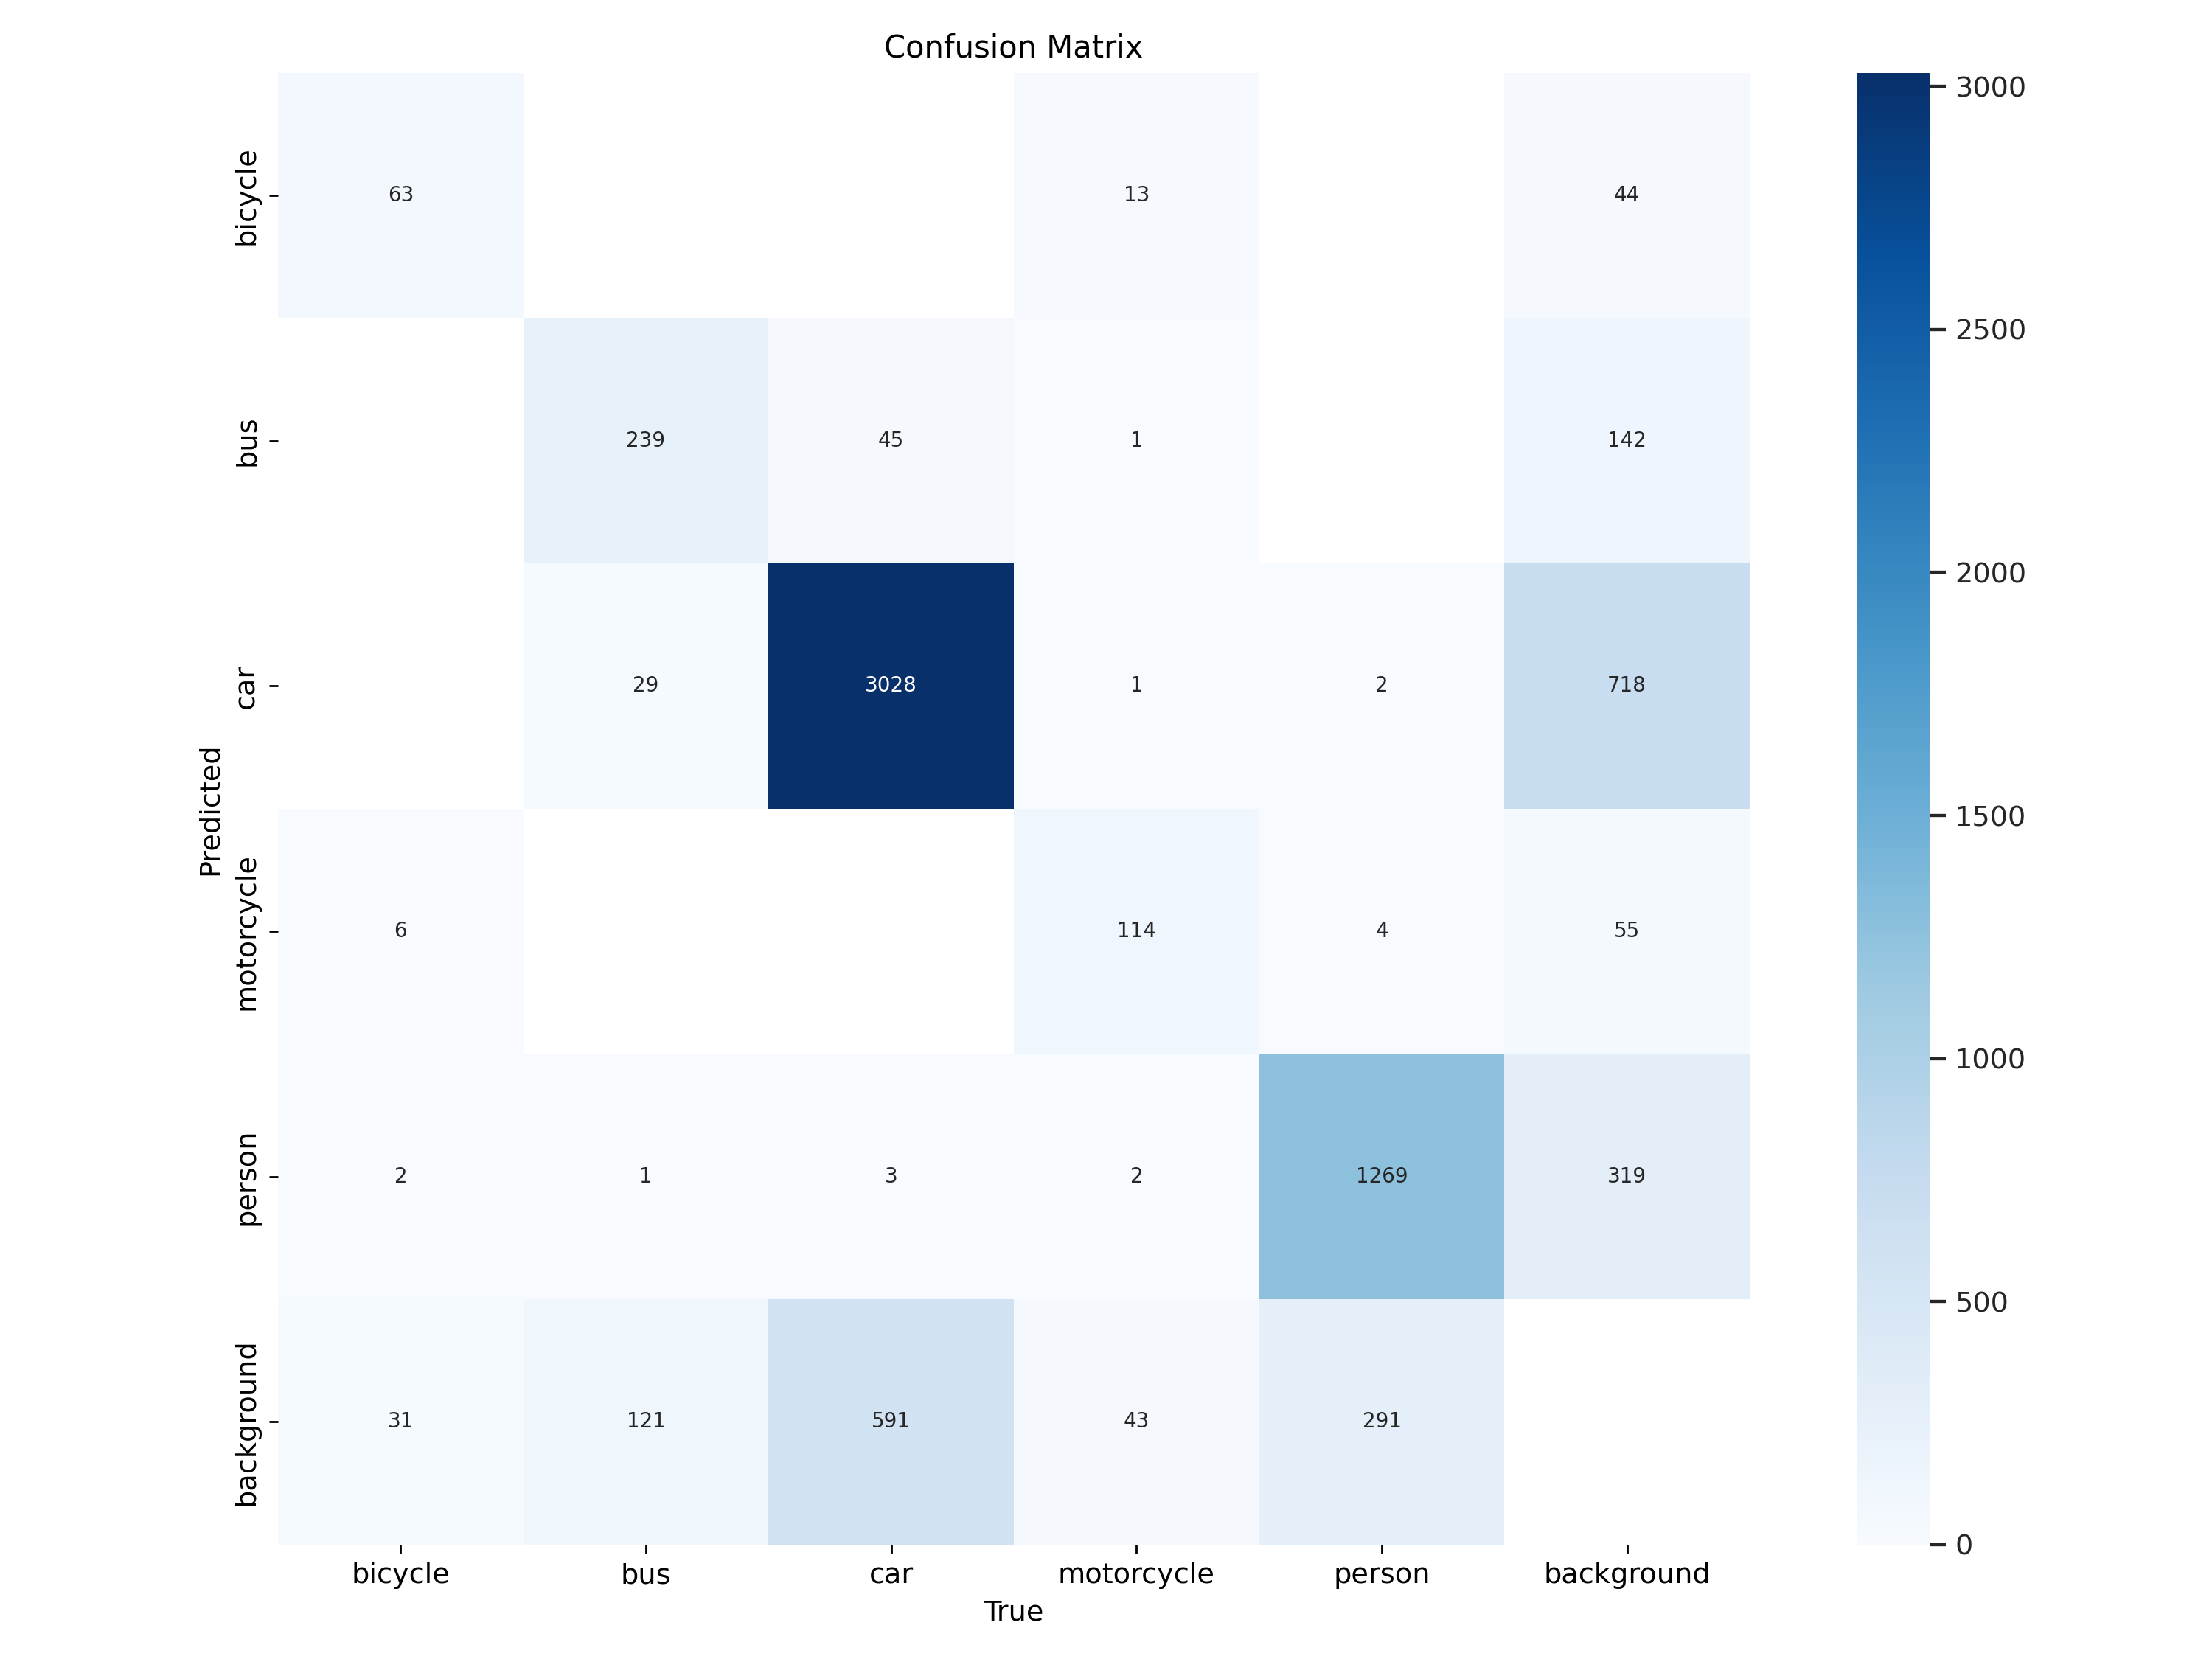 Confusion Matrix
bicycle 63 13 44
bus 239 45 1 142
car 29 3028 1 2 718
motorcycle 6 114 4 55
person 2 1 3 2 1269 319
background 31 121 591 43 291
Predicted
bicycle bus car motorcycle person background
True
3000
2500
2000
1500
1000
500
0